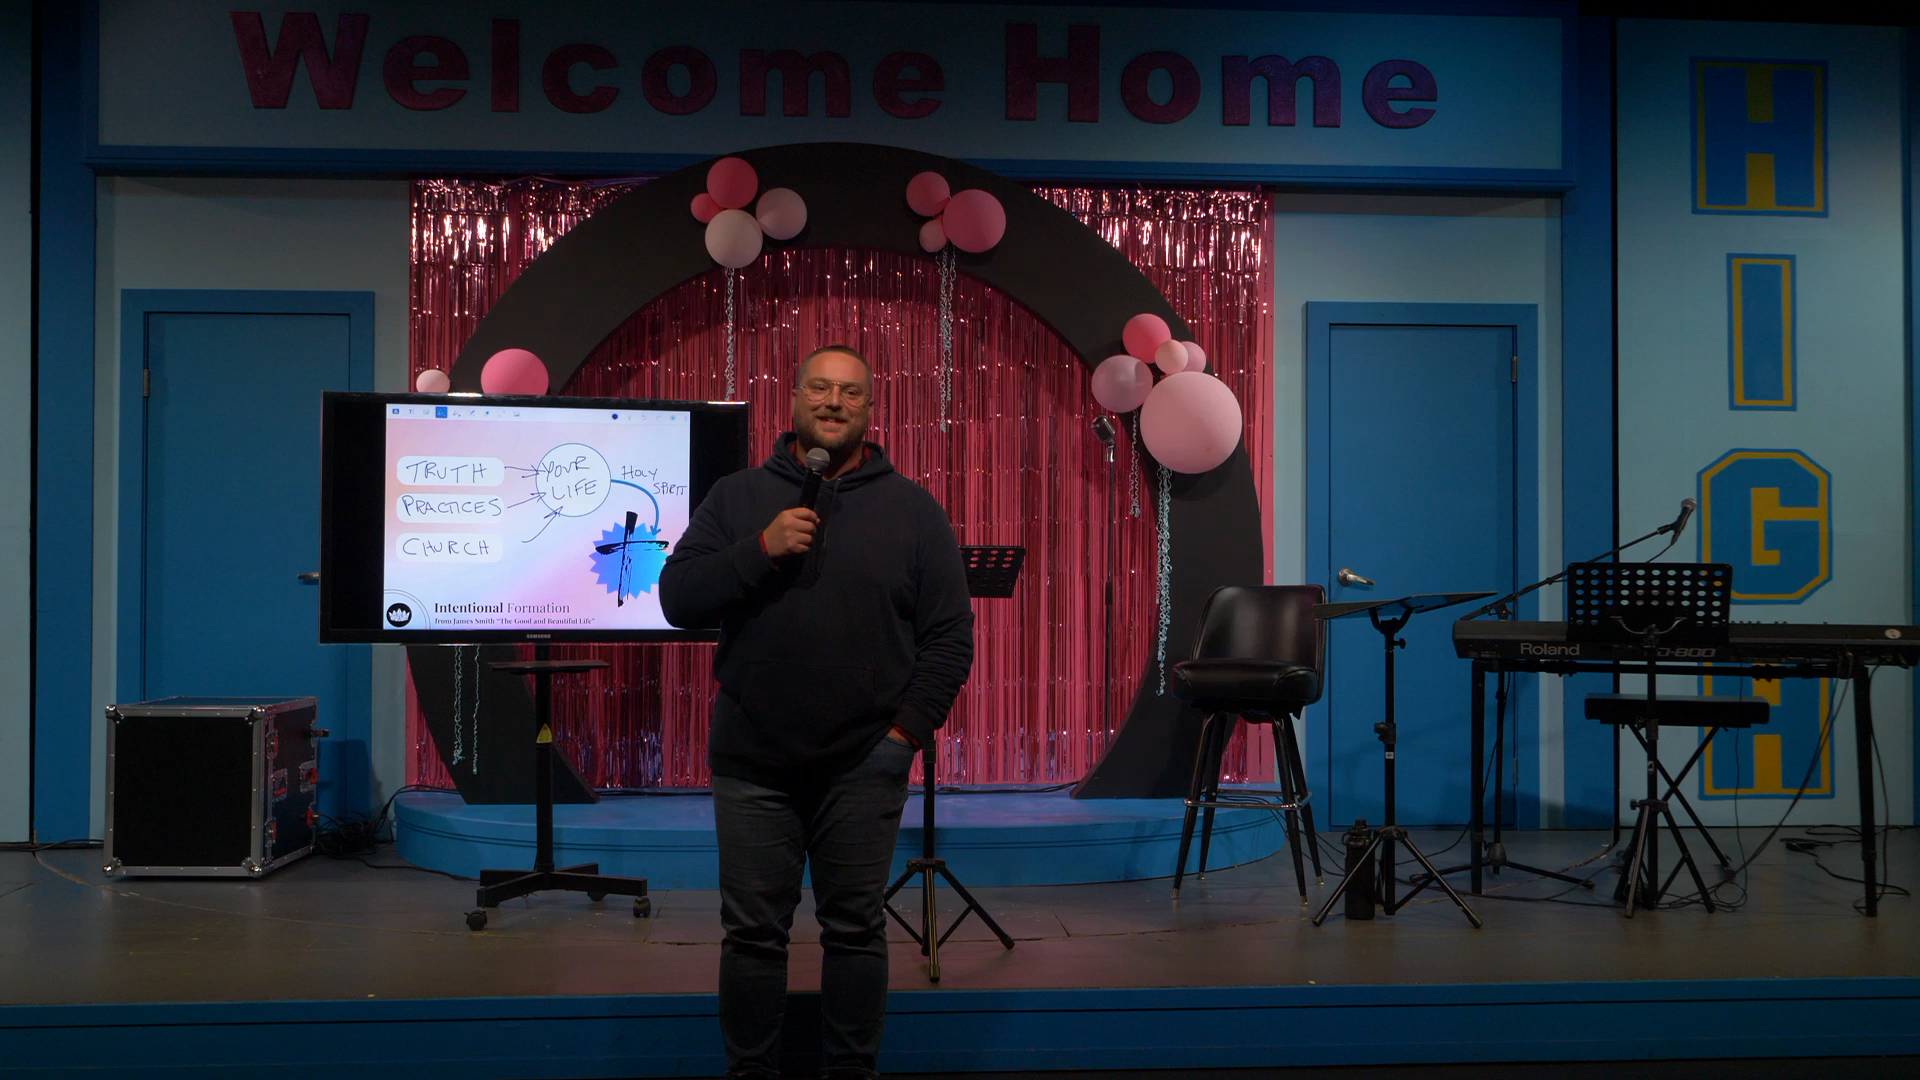 Welcome Home
HIGH
TRUTH
PRACTICES
CHURCH
YOUR
LIFE
HOLY
SPIRIT
Intentional Formation
from James Smith "The Good and Beautiful Life"
SAMSUNG
Roland